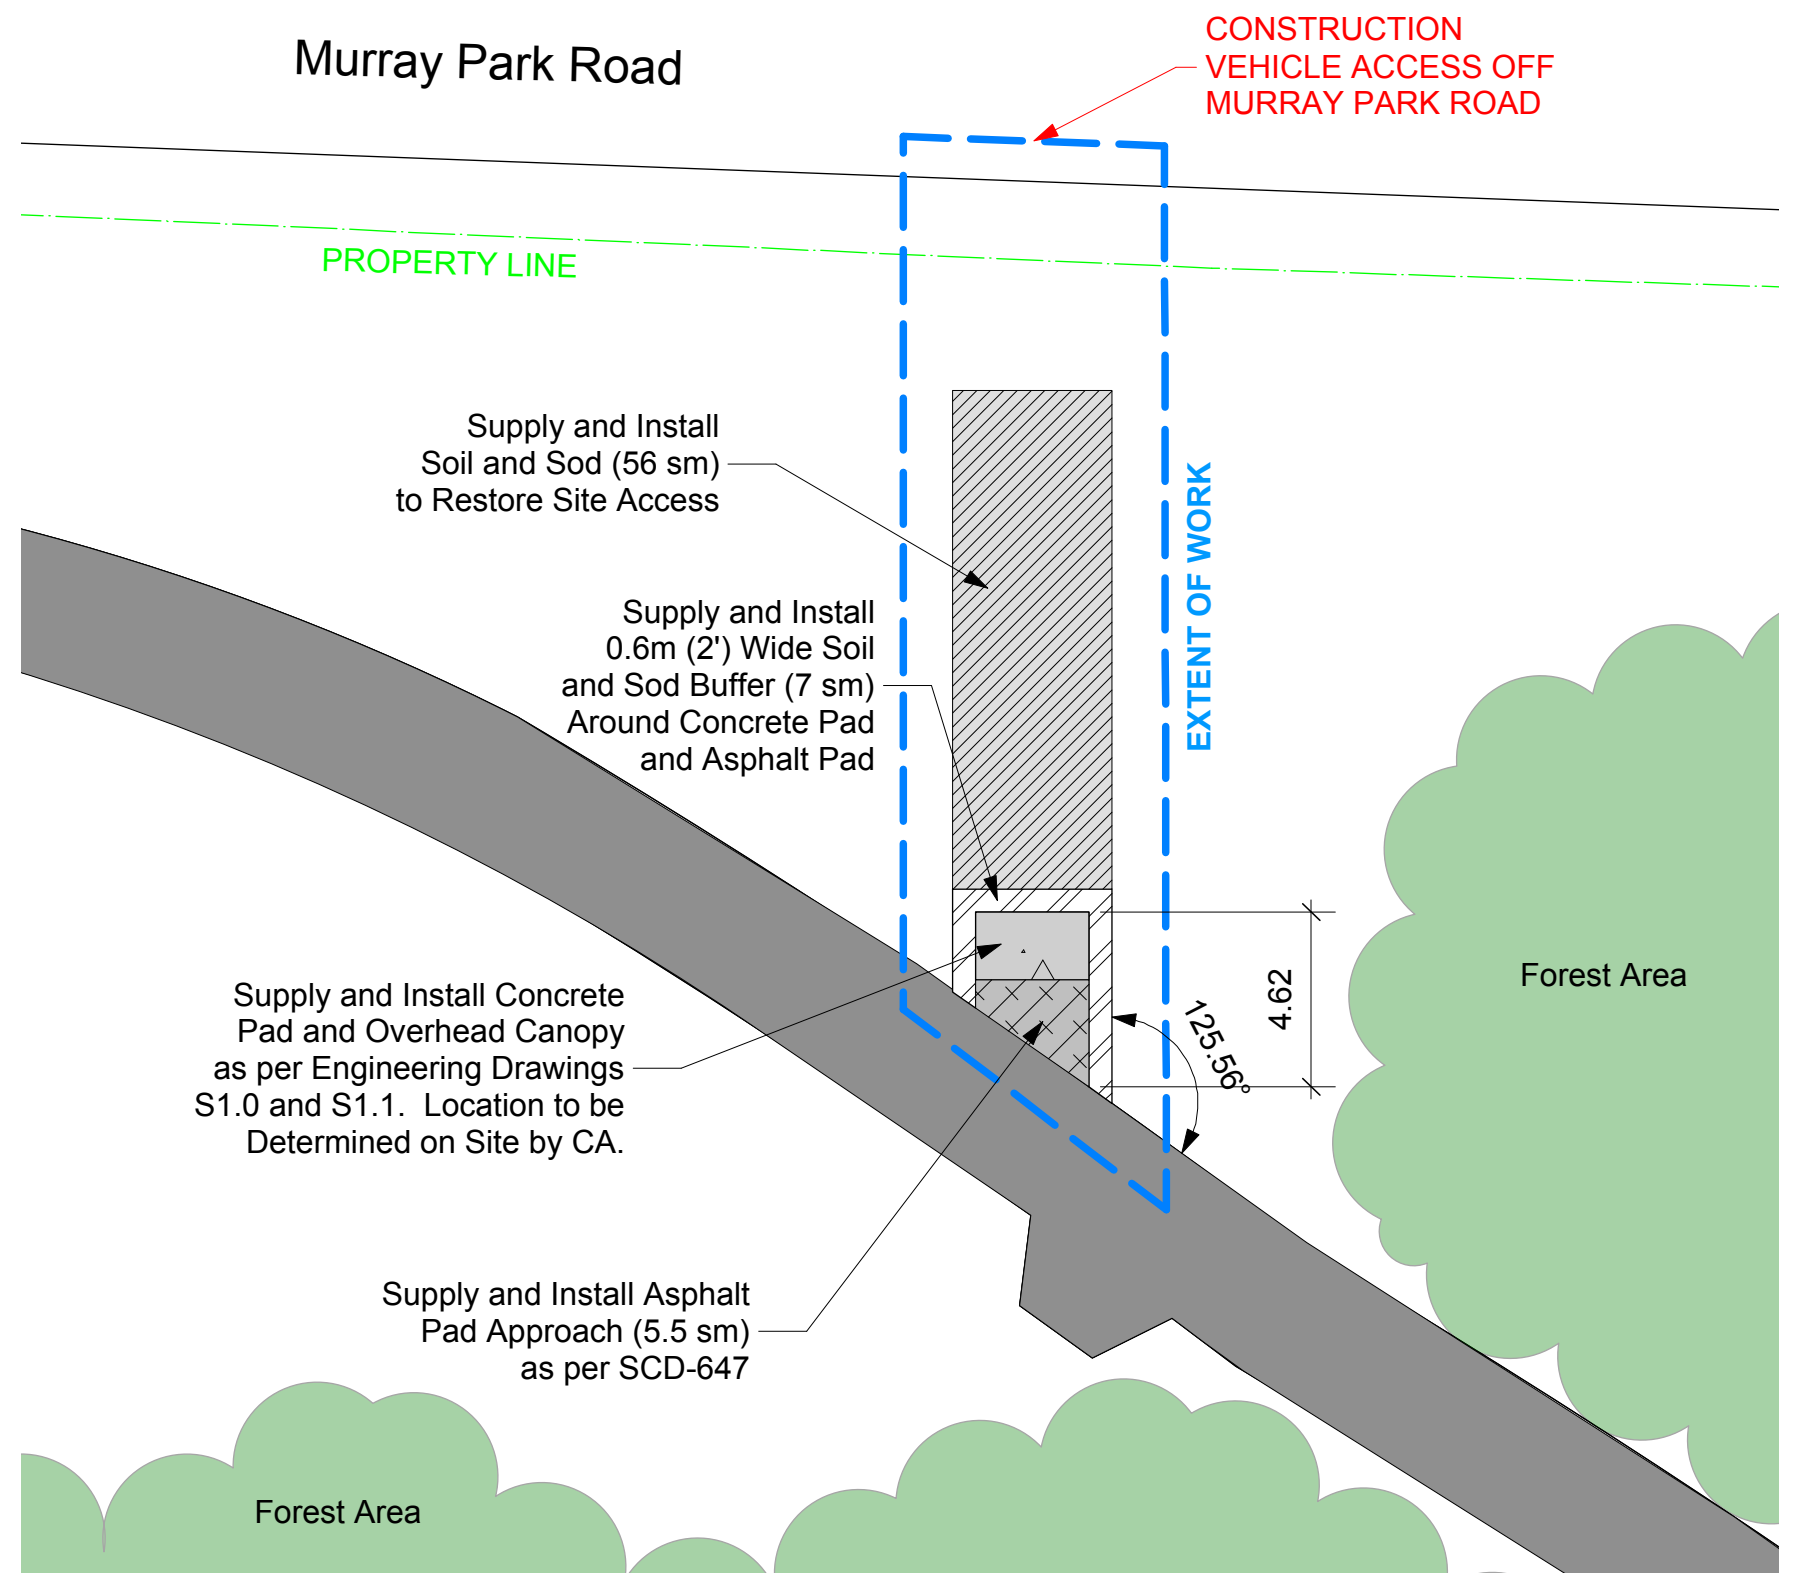 Murray Park Road
CONSTRUCTION
VEHICLE ACCESS OFF
MURRAY PARK ROAD
PROPERTY LINE
Supply and Install
Soil and Sod (56 sm)
to Restore Site Access
EXTENT OF WORK
Supply and Install
0.6m (2') Wide Soil
and Sod Buffer (7 sm)
Around Concrete Pad
and Asphalt Pad
Forest Area
4.62
125.56°
Supply and Install Concrete
Pad and Overhead Canopy
as per Engineering Drawings
S1.0 and S1.1.  Location to be
Determined on Site by CA.
Supply and Install Asphalt
Pad Approach (5.5 sm)
as per SCD-647
Forest Area